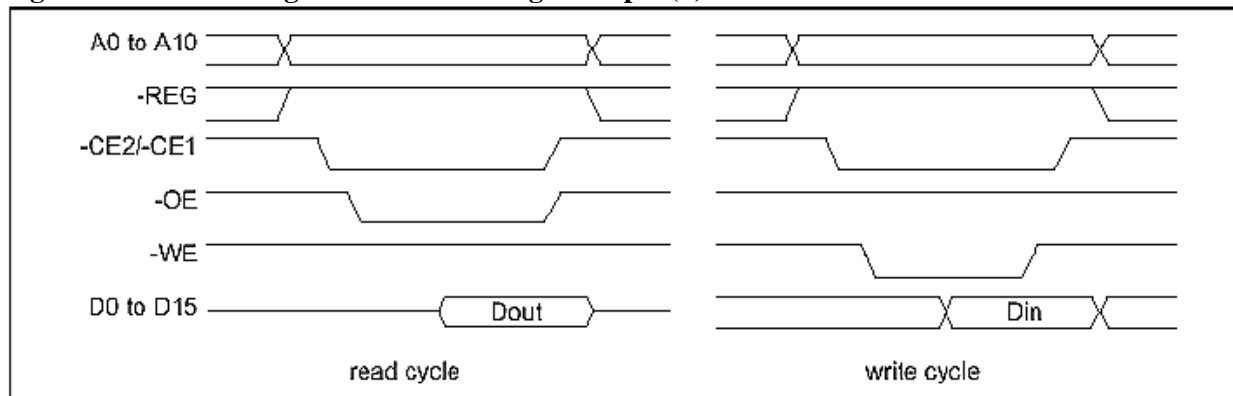 A0 to A10
-REG
-CE2/-CE1
-OE
-WE
D0 to D15
Dout
Din
read cycle
write cycle